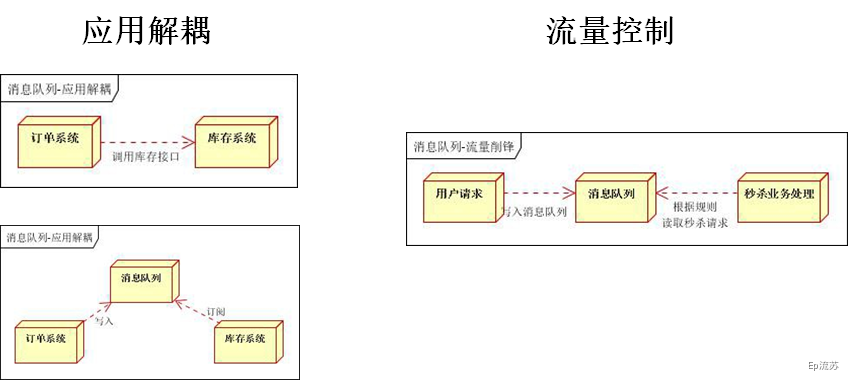 应用解耦
消息队列-应用解耦
订单系统
库存系统
调用库存接口
消息队列-应用解耦
消息队列
写入
订阅
订单系统
库存系统
流量控制
消息队列-流量削锋
用户请求
消息队列
秒杀业务处理
写入消息队列
根据规则
读取秒杀请求
Ep流苏